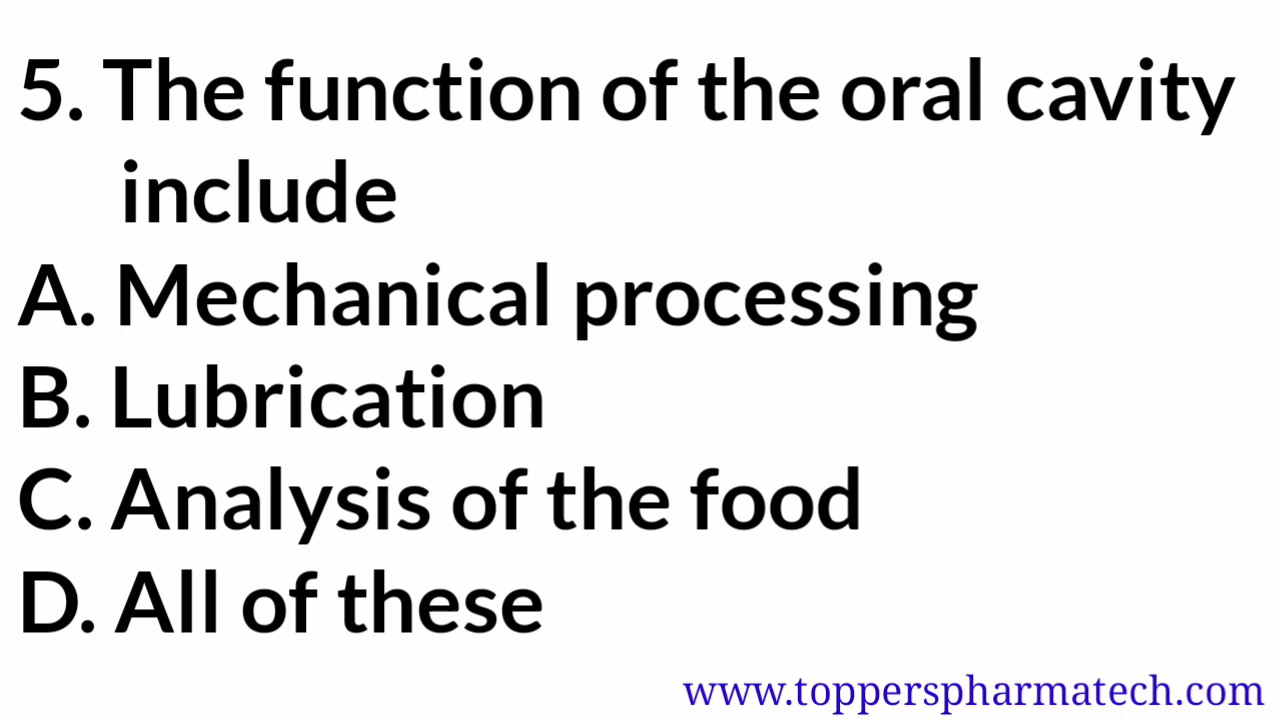 5. The function of the oral cavity
include
A. Mechanical processing
B. Lubrication
C. Analysis of the food
D. All of these
www.topperspharmatech.com